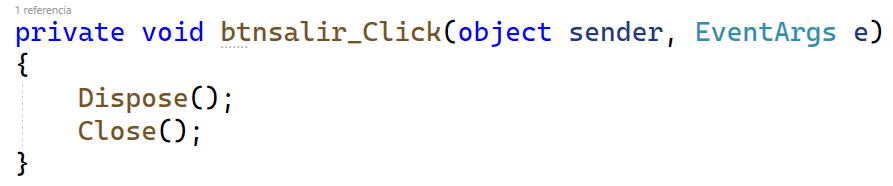 1 referencia
private void btnsalir_Click(object sender, EventArgs e)
{
    Dispose();
    Close();
}